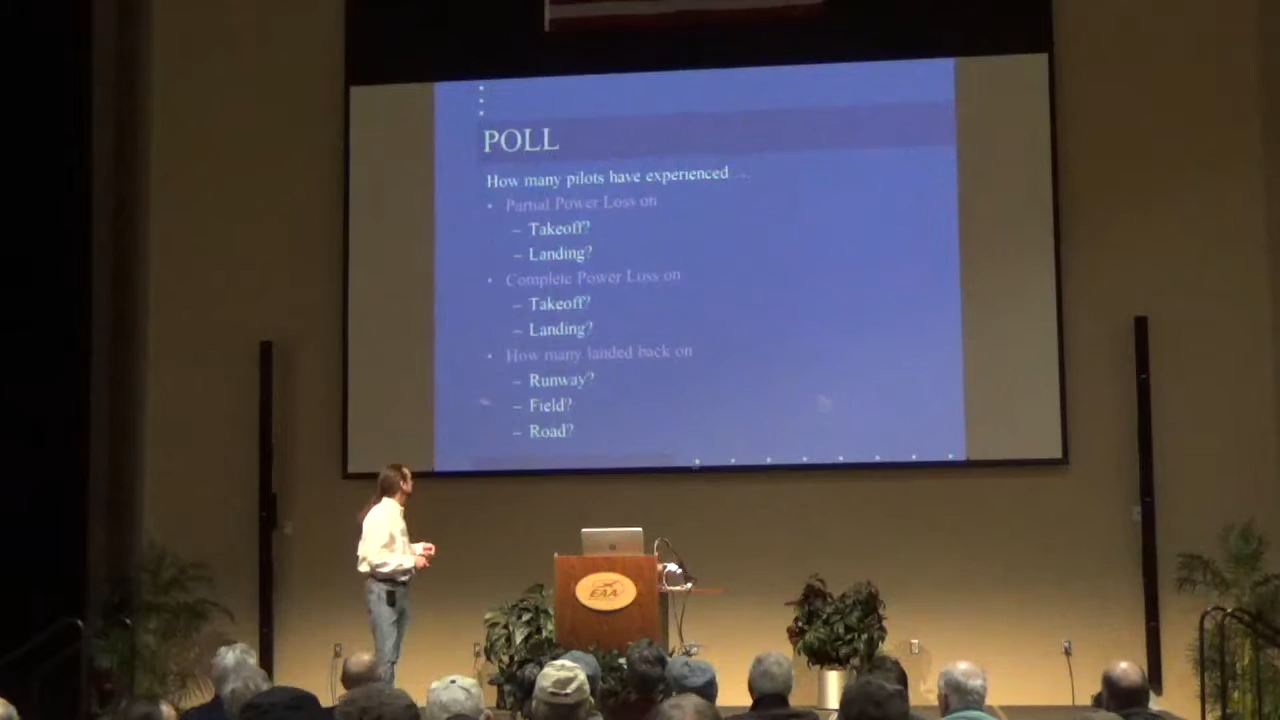 POLL
How many pilots have experienced ...
• Partial Power Loss on
– Takeoff?
– Landing?
• Complete Power Loss on
– Takeoff?
– Landing?
• How many landed back on
– Runway?
– Field?
– Road?
EAA